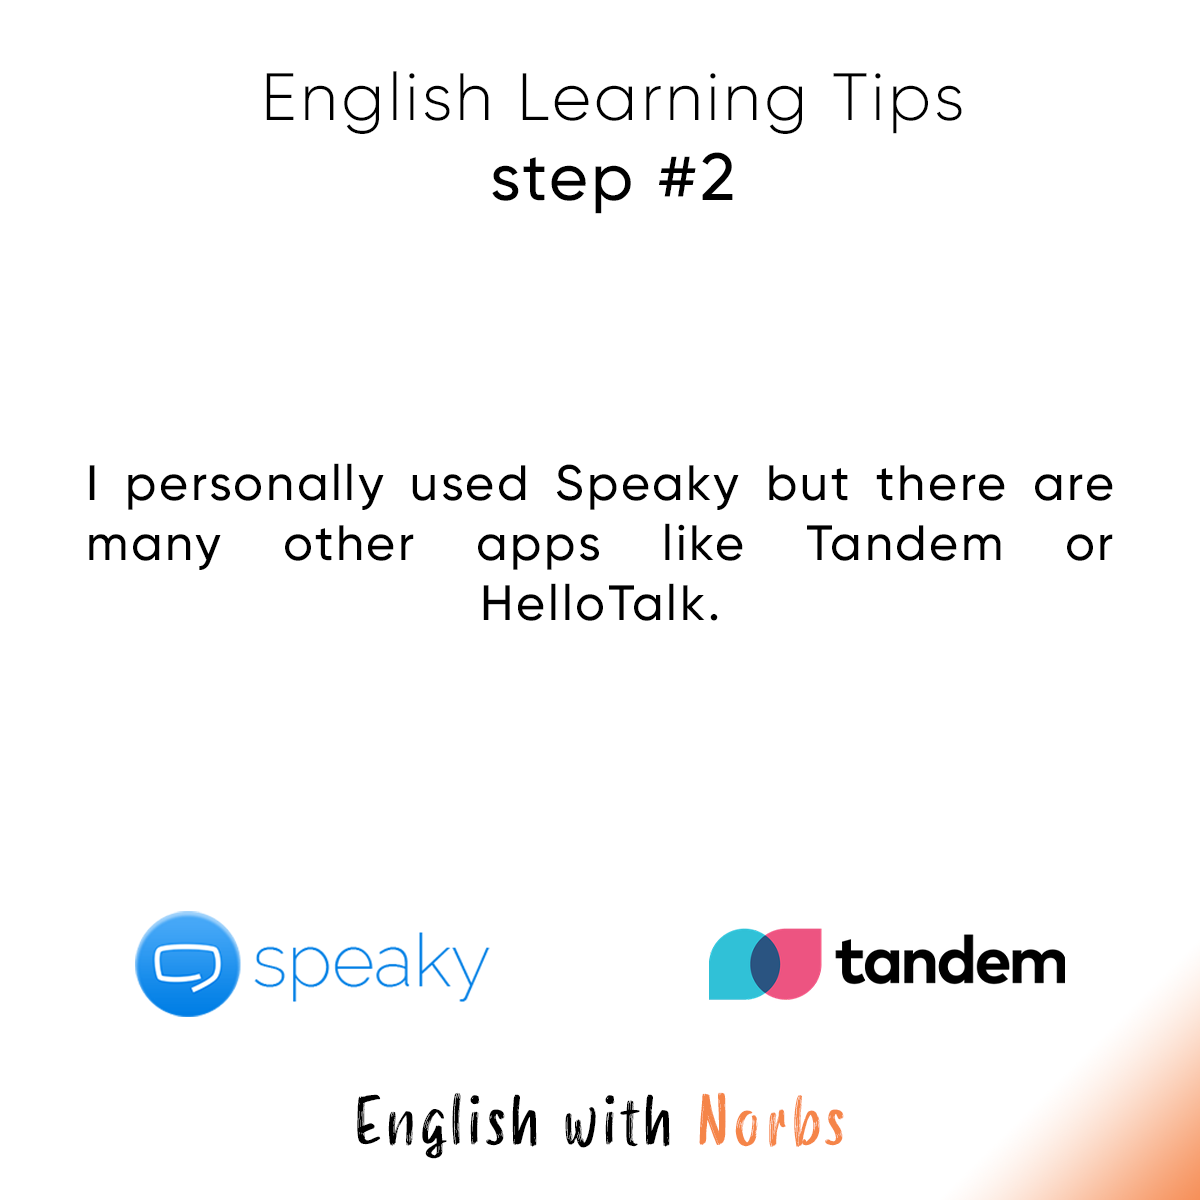 English Learning Tips
step #2
I personally used Speaky but there are
many other apps like Tandem or
HelloTalk.
speaky
tandem
English with Norbs